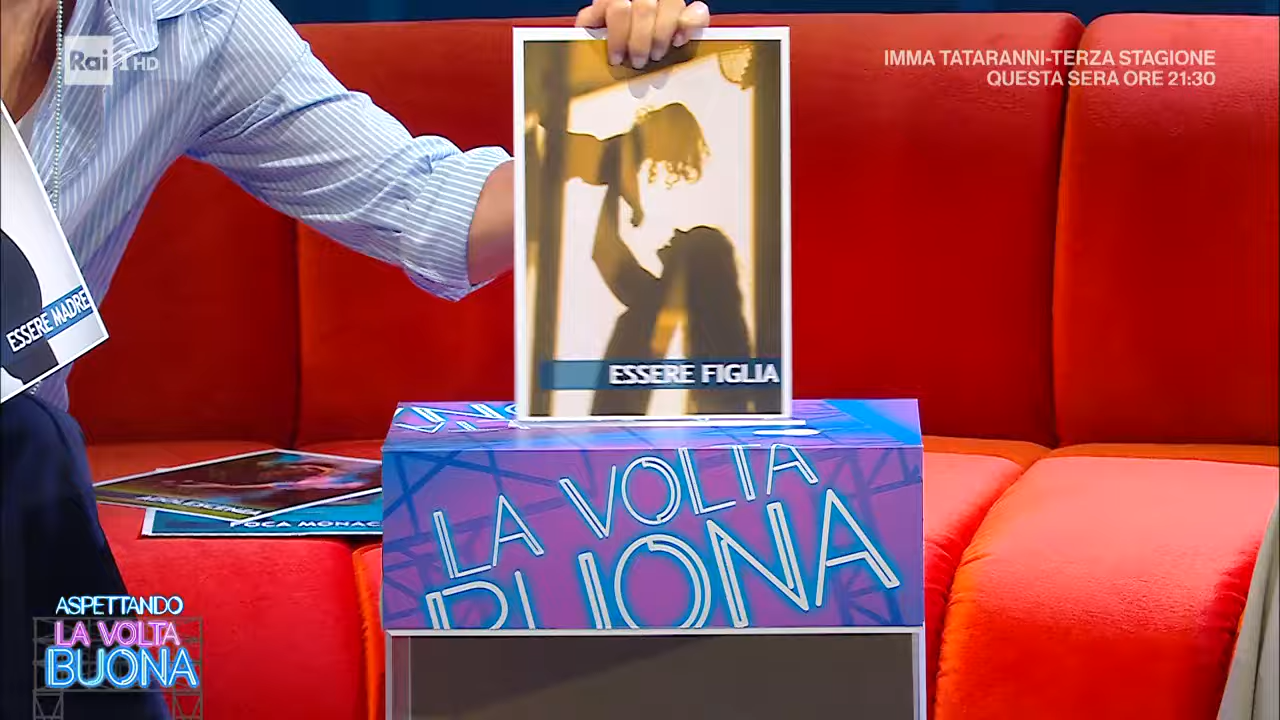 Rai 1 HD
IMMA TATARANNI-TERZA STAGIONE
QUESTA SERA ORE 21:30
ESSERE MADRE
ESSERE FIGLIA
LA VOLTA
BUONA
POCA MONAC
ASPETTANDO
LA VOLTA
BUONA